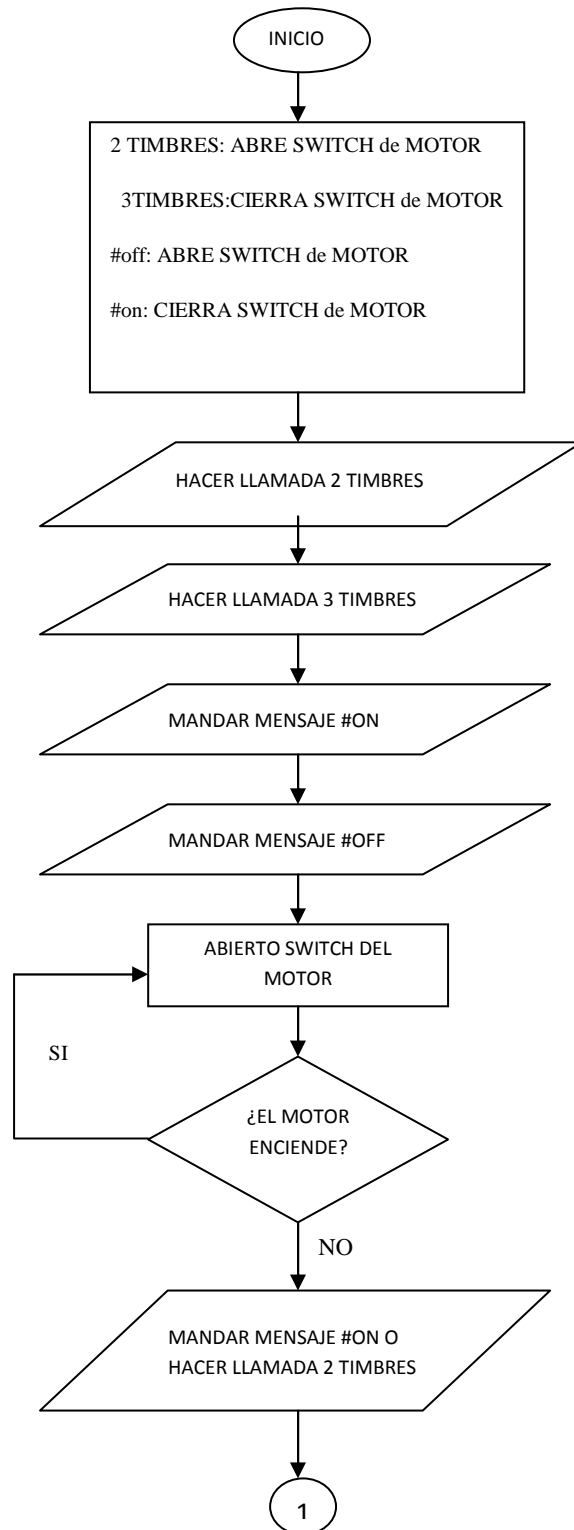 INICIO
2 TIMBRES: ABRE SWITCH de MOTOR
3TIMBRES:CIERRA SWITCH de MOTOR
#off: ABRE SWITCH de MOTOR
#on: CIERRA SWITCH de MOTOR
HACER LLAMADA 2 TIMBRES
HACER LLAMADA 3 TIMBRES
MANDAR MENSAJE #ON
MANDAR MENSAJE #OFF
ABIERTO SWITCH DEL
MOTOR
SI
¿EL MOTOR
ENCIENDE?
NO
MANDAR MENSAJE #ON O
HACER LLAMADA 2 TIMBRES
1